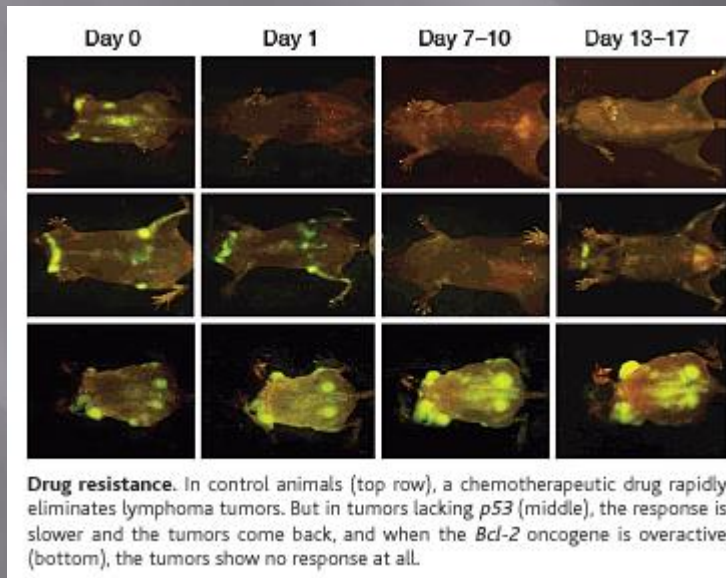 Day 0 Day 1 Day 7–10 Day 13–17
Drug resistance. In control animals (top row), a chemotherapeutic drug rapidly
eliminates lymphoma tumors. But in tumors lacking p53 (middle), the response is
slower and the tumors come back, and when the Bcl-2 oncogene is overactive
(bottom), the tumors show no response at all.